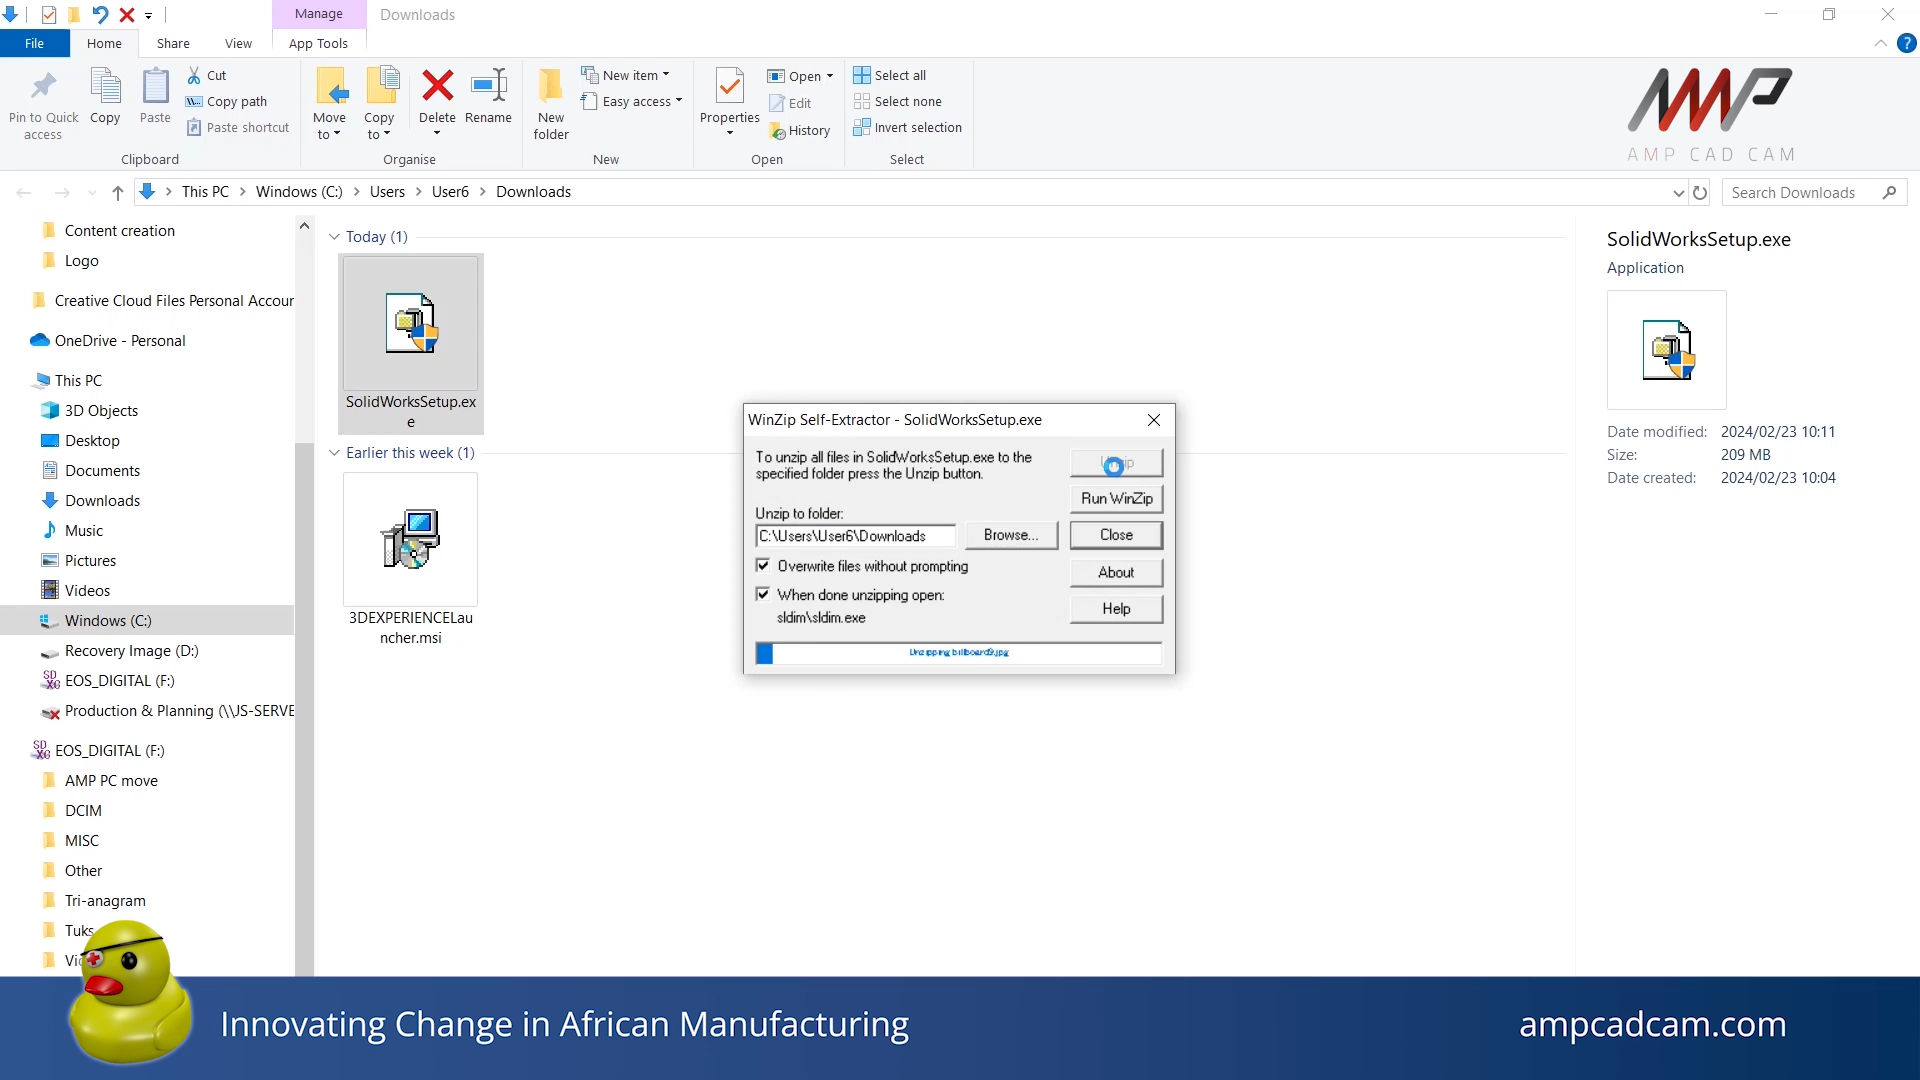 Manage
Downloads
File
Home
Share
View
App Tools
Pin to Quick
access
Copy
Paste
Cut
Copy path
Paste shortcut
Clipboard
Move
to
Copy
to
Delete
Rename
Organise
New
folder
New item
Easy access
New
Properties
Open
Edit
History
Open
Select all
Select none
Invert selection
Select
AMP
AMP CAD CAM
This PC
Windows (C:)
Users
User6
Downloads
Search Downloads
Content creation
Logo
Creative Cloud Files Personal Accour
OneDrive - Personal
This PC
3D Objects
Desktop
Documents
Downloads
Music
Pictures
Videos
Windows (C:)
Recovery Image (D:)
EOS_DIGITAL (F:)
Production & Planning (\\JS-SERVE
EOS_DIGITAL (F:)
AMP PC move
DCIM
MISC
Other
Tri-anagram
Tuks
Today (1)
SolidWorksSetup.ex
e
Earlier this week (1)
3DEXPERIENCELau
ncher.msi
WinZip Self-Extractor - SolidWorksSetup.exe
To unzip all files in SolidWorksSetup.exe to the
specified folder press the Unzip button.
Unzip to folder:
C:\Users\User6\Downloads
Browse...
Overwrite files without prompting
When done unzipping open:
sldim\sldim.exe
Run WinZip
Close
About
Help
Unzipping billboard9.jpg
SolidWorksSetup.exe
Application
Date modified: 2024/02/23 10:11
Size: 209 MB
Date created: 2024/02/23 10:04
Innovating Change in African Manufacturing
ampcadcam.com